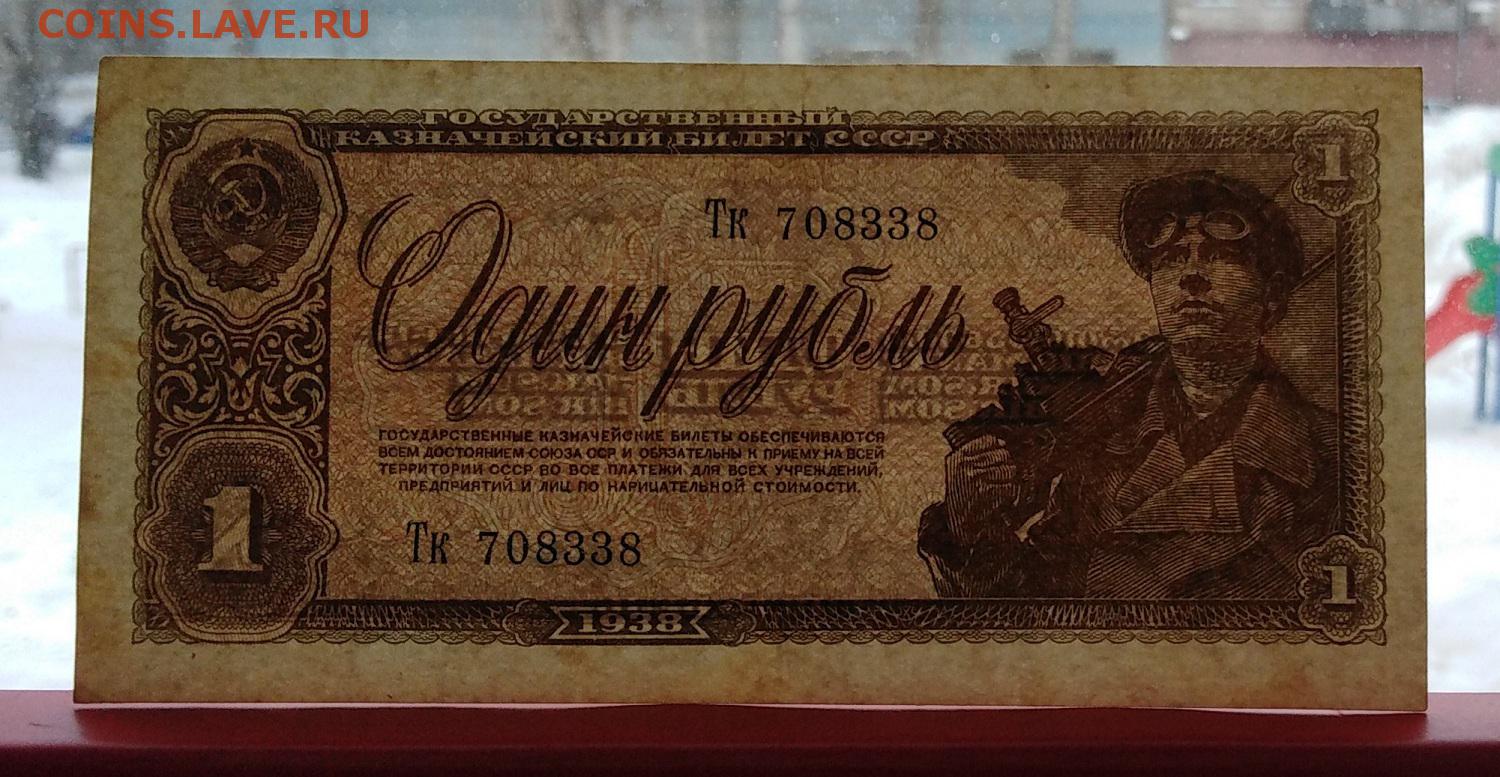 COINS.LAVE.RU
ГОСУДАРСТВЕННЫЙ
КАЗНАЧЕЙСКИЙ БИЛЕТ СССР
1
Тк 708338
Один рубль
ГОСУДАРСТВЕННЫЕ КАЗНАЧЕЙСКИЕ БИЛЕТЫ ОБЕСПЕЧИВАЮТСЯ
ВСЕМ ДОСТОЯНИЕМ СОЮЗА ССР И ОБЯЗАТЕЛЬНЫ К ПРИЕМУ НА ВСЕЙ
ТЕРРИТОРИИ СССР ВО ВСЕ ПЛАТЕЖИ ДЛЯ ВСЕХ УЧРЕЖДЕНИЙ,
ПРЕДПРИЯТИЙ И ЛИЦ ПО НАРИЦАТЕЛЬНОЙ СТОИМОСТИ.
1
Тк 708338
1
1938